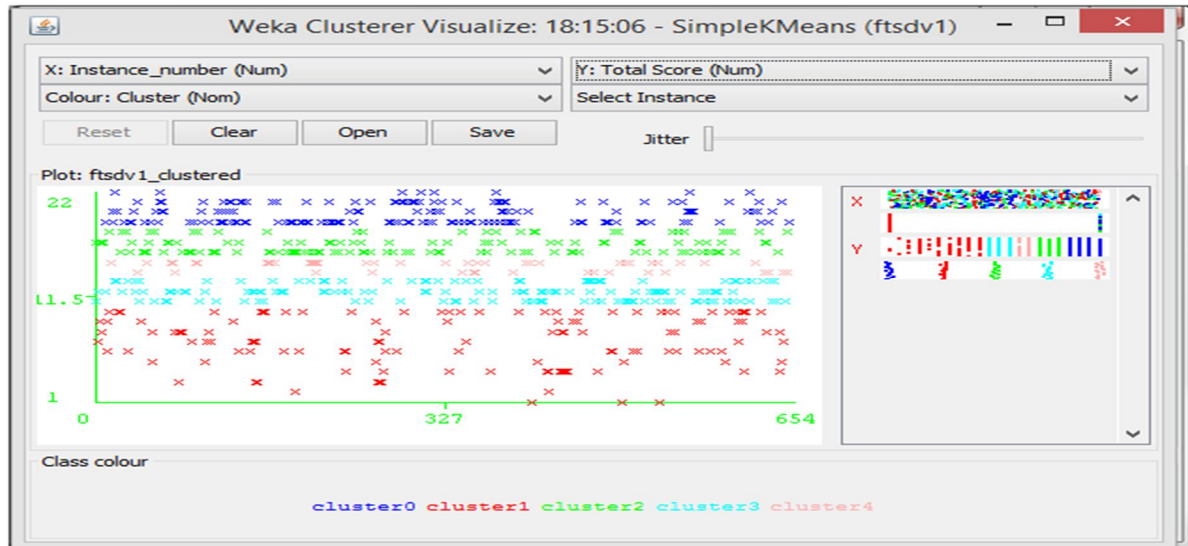 Weka Clusterer Visualize: 18:15:06 - SimpleKMeans (ftsdv1)
X: Instance_number (Num)
Y: Total Score (Num)
Colour: Cluster (Nom)
Select Instance
Reset
Clear
Open
Save
Jitter
Plot: ftsdv1_clustered
22
11.5
1
0
327
654
X
Y
Class colour
cluster0 cluster1 cluster2 cluster3 cluster4